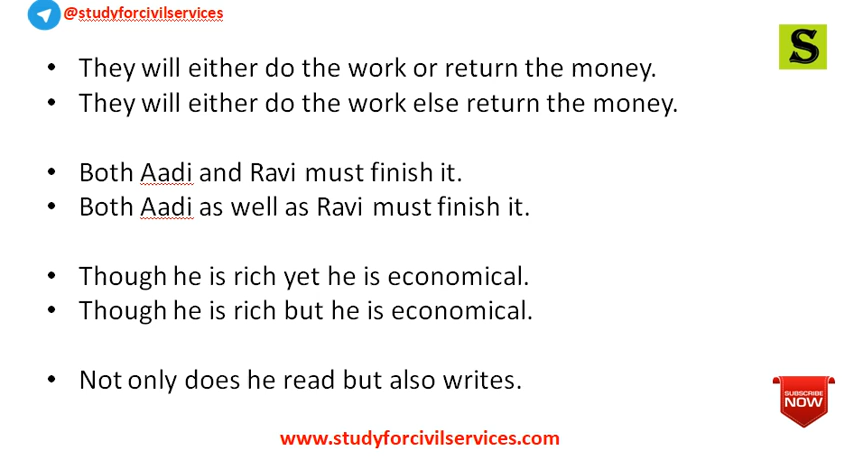 @studyforcivilservices
S
• They will either do the work or return the money.
• They will either do the work else return the money.
• Both Aadi and Ravi must finish it.
• Both Aadi as well as Ravi must finish it.
• Though he is rich yet he is economical.
• Though he is rich but he is economical.
• Not only does he read but also writes.
SUBSCRIBE
NOW
www.studyforcivilservices.com